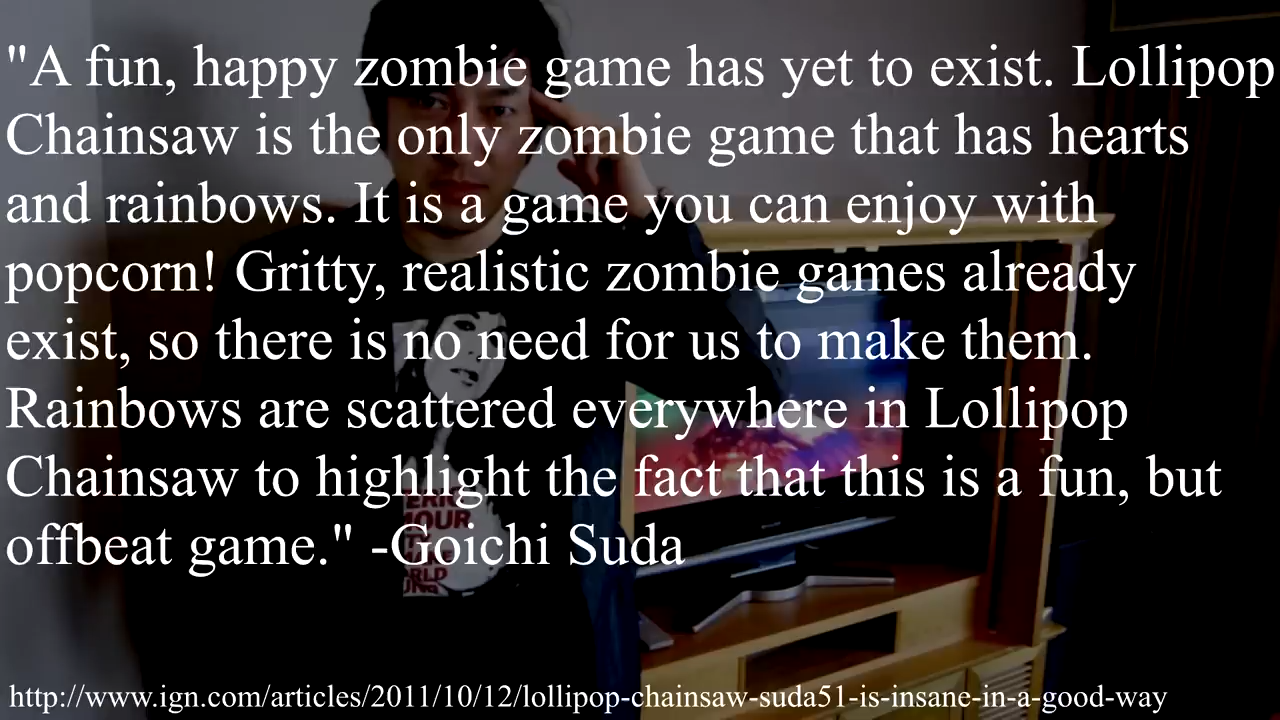 "A fun, happy zombie game has yet to exist. Lollipop
Chainsaw is the only zombie game that has hearts
and rainbows. It is a game you can enjoy with
popcorn! Gritty, realistic zombie games already
exist, so there is no need for us to make them.
Rainbows are scattered everywhere in Lollipop
Chainsaw to highlight the fact that this is a fun, but
offbeat game." -Goichi Suda
http://www.ign.com/articles/2011/10/12/lollipop-chainsaw-suda51-is-insane-in-a-good-way